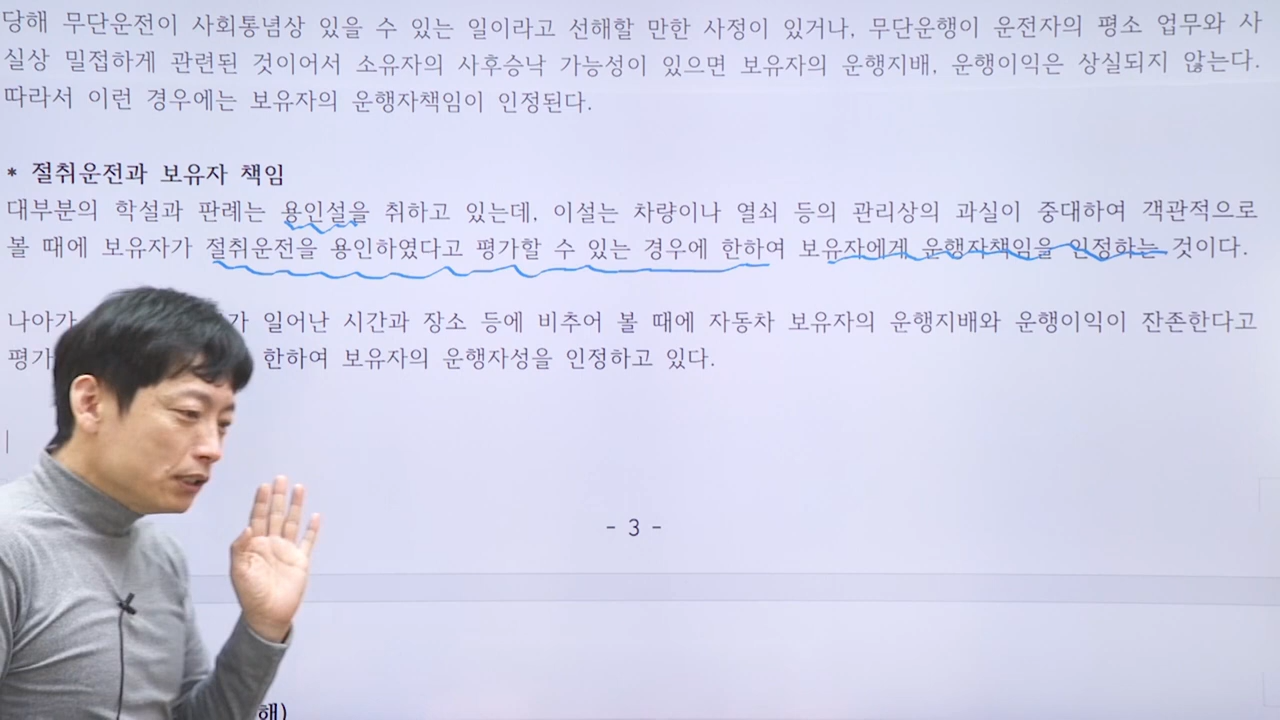 당해 무단운전이 사회통념상 있을 수 있는 일이라고 선해할 만한 사정이 있거나, 무단운행이 운전자의 평소 업무와 사
실상 밀접하게 관련된 것이어서 소유자의 사후승낙 가능성이 있으면 보유자의 운행지배, 운행이익은 상실되지 않는다.
따라서 이런 경우에는 보유자의 운행자책임이 인정된다.
* 절취운전과 보유자 책임
대부분의 학설과 판례는 용인설을 취하고 있는데, 이설는 차량이나 열쇠 등의 관리상의 과실이 중대하여 객관적으로
볼 때에 보유자가 절취운전을 용인하였다고 평가할 수 있는 경우에 한하여 보유자에게 운행자책임을 인정하는 것이다.
나아가 가 일어난 시간과 장소 등에 비추어 볼 때에 자동차 보유자의 운행지배와 운행이익이 잔존한다고
평가 한하여 보유자의 운행자성을 인정하고 있다.
- 3 -
해)